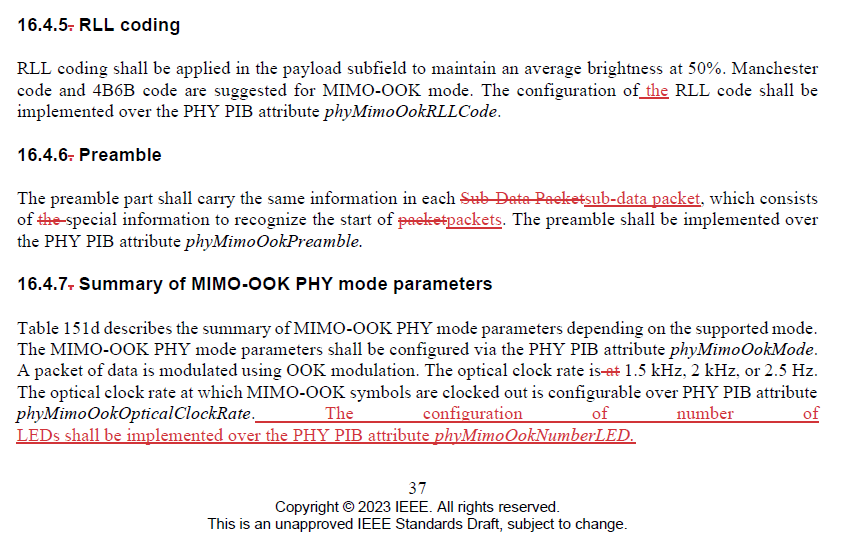 16.4.5. RLL coding
RLL coding shall be applied in the payload subfield to maintain an average brightness at 50%. Manchester
code and 4B6B code are suggested for MIMO-OOK mode. The configuration of the RLL code shall be
implemented over the PHY PIB attribute phyMimoOokRLLCode.
16.4.6. Preamble
The preamble part shall carry the same information in each Sub Data Packetsub-data packet, which consists
of the special information to recognize the start of packetpackets. The preamble shall be implemented over
the PHY PIB attribute phyMimoOokPreamble.
16.4.7. Summary of MIMO-OOK PHY mode parameters
Table 151d describes the summary of MIMO-OOK PHY mode parameters depending on the supported mode.
The MIMO-OOK PHY mode parameters shall be configured via the PHY PIB attribute phyMimoOokMode.
A packet of data is modulated using OOK modulation. The optical clock rate is at 1.5 kHz, 2 kHz, or 2.5 Hz.
The optical clock rate at which MIMO-OOK symbols are clocked out is configurable over PHY PIB attribute
phyMimoOokOpticalClockRate. The configuration of number of
LEDs shall be implemented over the PHY PIB attribute phyMimoOokNumberLED.
37
Copyright © 2023 IEEE. All rights reserved.
This is an unapproved IEEE Standards Draft, subject to change.